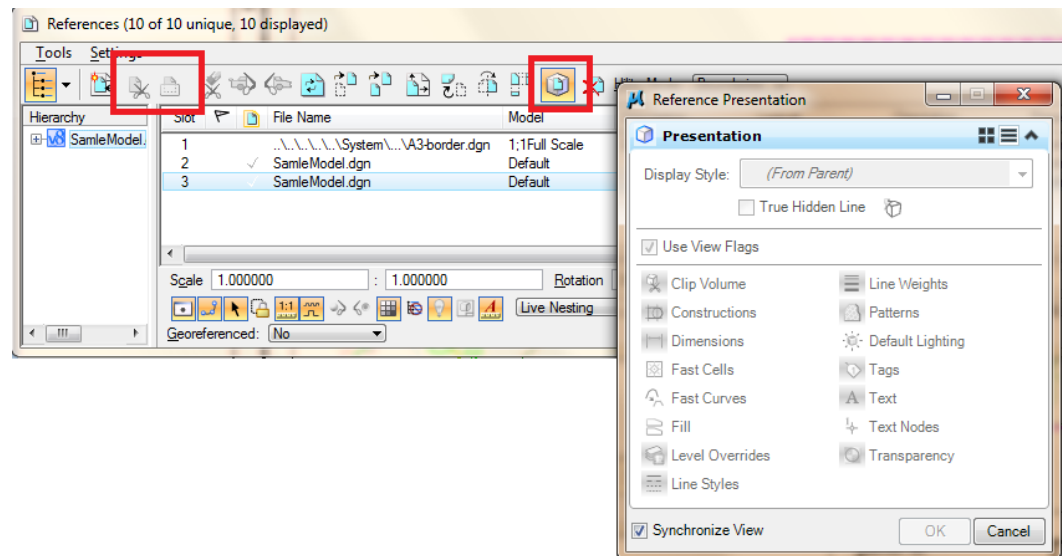 References (10 of 10 unique, 10 displayed)
Tools Settings
Hierarchy
SamleModel.
Slot File Name Model
1 ..\..\..\..\System\...\A3-border.dgn 1;1Full Scale
2 SamleModel.dgn Default
3 SamleModel.dgn Default
Scale 1.000000 : 1.000000 Rotation
1:1 A Live Nesting
Georeferenced: No
Reference Presentation
Presentation
Display Style: (From Parent)
True Hidden Line
Use View Flags
Clip Volume Line Weights
Constructions Patterns
Dimensions Default Lighting
Fast Cells Tags
Fast Curves A Text
Fill Text Nodes
Level Overrides Transparency
Line Styles
Synchronize View OK Cancel